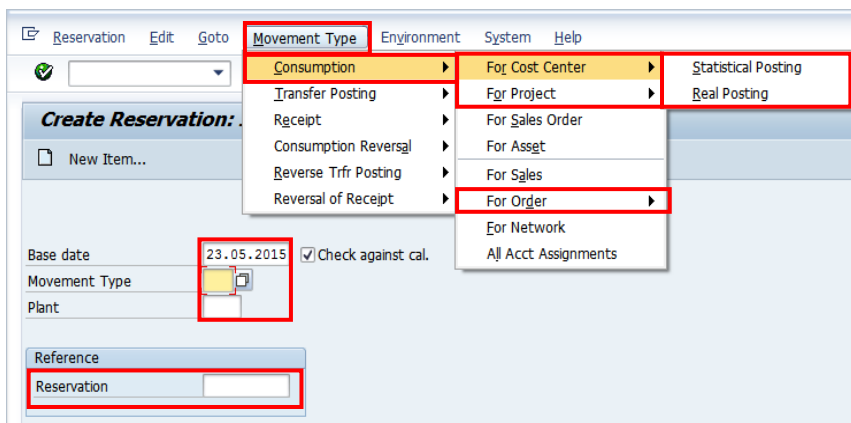 Reservation Edit Goto Movement Type Environment System Help
Consumption For Cost Center Statistical Posting
Transfer Posting For Project Real Posting
Create Reservation: Receipt For Sales Order
Consumption Reversal For Asset
New Item... Reverse Trfr Posting For Sales
Reversal of Receipt For Order
For Network
Base date 23.05.2015 Check against cal. All Acct Assignments
Movement Type
Plant
Reference
Reservation